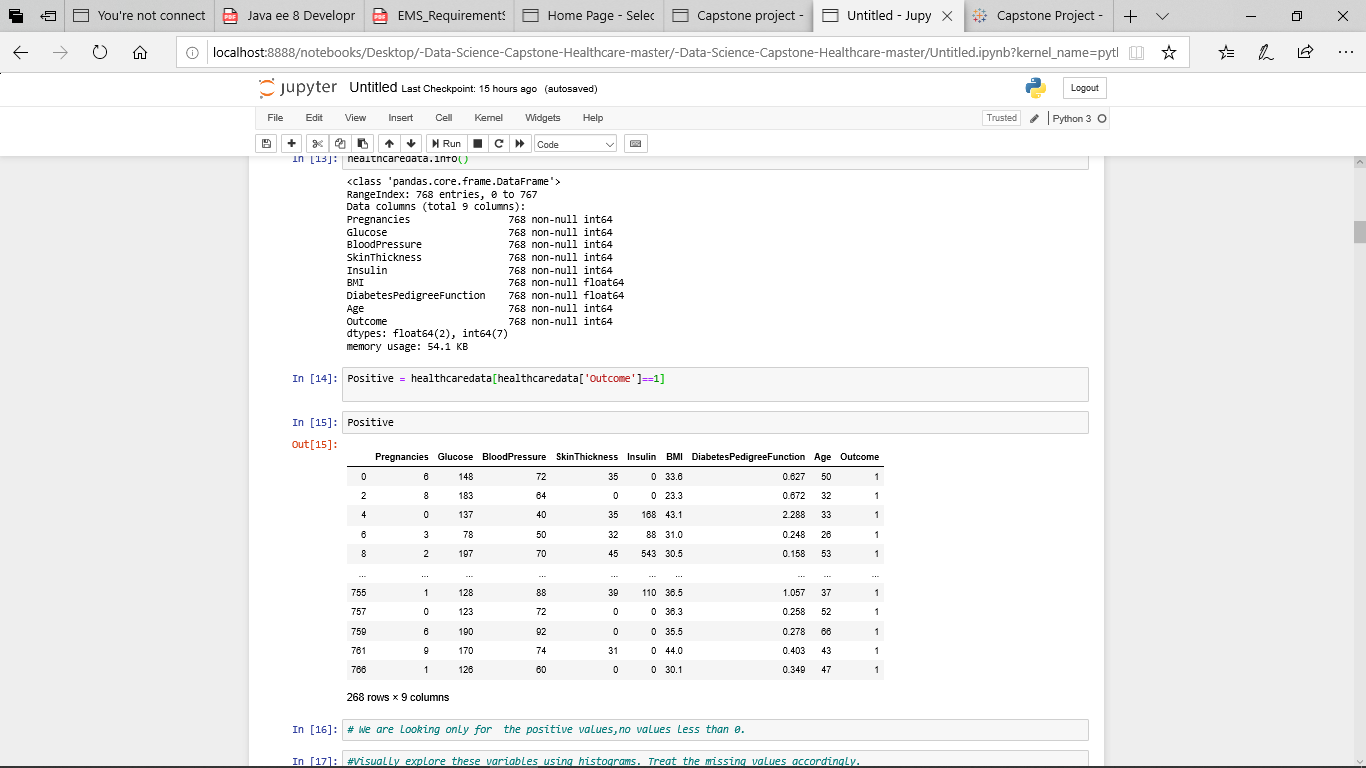 You're not connect
Java ee 8 Developr
EMS_Requirements
Home Page - Selec
Capstone project -
Untitled - Jupy
Capstone Project -
localhost:8888/notebooks/Desktop/-Data-Science-Capstone-Healthcare-master/-Data-Science-Capstone-Healthcare-master/Untitled.ipynb?kernel_name=pytl
jupyter Untitled Last Checkpoint: 15 hours ago (autosaved)
Logout
File Edit View Insert Cell Kernel Widgets Help
Trusted
Python 3
Run
Code
In [13]: healthcaredata.info()
<class 'pandas.core.frame.DataFrame'>
RangeIndex: 768 entries, 0 to 767
Data columns (total 9 columns):
Pregnancies 768 non-null int64
Glucose 768 non-null int64
BloodPressure 768 non-null int64
SkinThickness 768 non-null int64
Insulin 768 non-null int64
BMI 768 non-null float64
DiabetesPedigreeFunction 768 non-null float64
Age 768 non-null int64
Outcome 768 non-null int64
dtypes: float64(2), int64(7)
memory usage: 54.1 KB
In [14]: Positive = healthcaredata[healthcaredata['Outcome']==1]
In [15]: Positive
Out[15]:
Pregnancies Glucose BloodPressure SkinThickness Insulin BMI DiabetesPedigreeFunction Age Outcome
0 6 148 72 35 0 33.6 0.627 50 1
2 8 183 64 0 0 23.3 0.672 32 1
4 0 137 40 35 168 43.1 2.288 33 1
6 3 78 50 32 88 31.0 0.248 26 1
8 2 197 70 45 543 30.5 0.158 53 1
... ... ... ... ... ... ... ... ... ...
755 1 128 88 39 110 36.5 1.057 37 1
757 0 123 72 0 0 36.3 0.258 52 1
759 6 190 92 0 0 35.5 0.278 66 1
761 9 170 74 31 0 44.0 0.403 43 1
766 1 126 60 0 0 30.1 0.349 47 1
268 rows × 9 columns
In [16]: # We are looking only for  the positive values,no values less than 0.
In [17]: #Visually explore these variables using histograms. Treat the missing values accordingly.